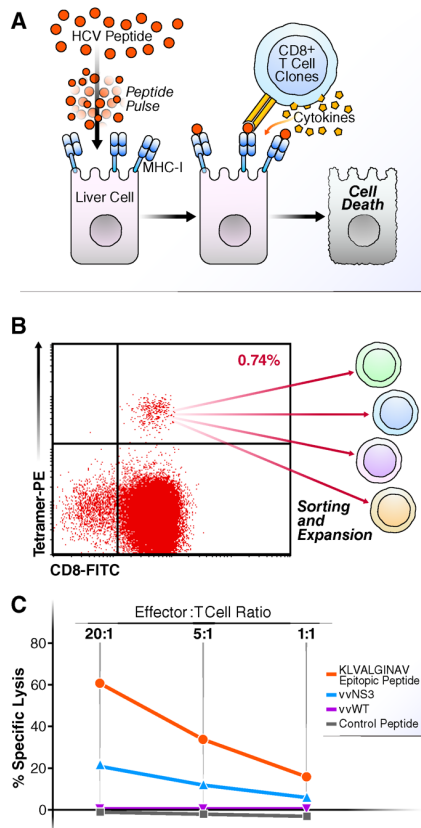 A
HCV Peptide
Peptide
Pulse
CD8+
T Cell
Clones
Cytokines
MHC-I
Liver Cell
Cell
Death
B
0.74%
Tetramer-PE
Sorting
and
Expansion
CD8-FITC
C
Effector:TCell Ratio
20:1 5:1 1:1
80
60
40
20
0
% Specific Lysis
KLVALGINAV
Epitopic Peptide
vvNS3
vvWT
Control Peptide